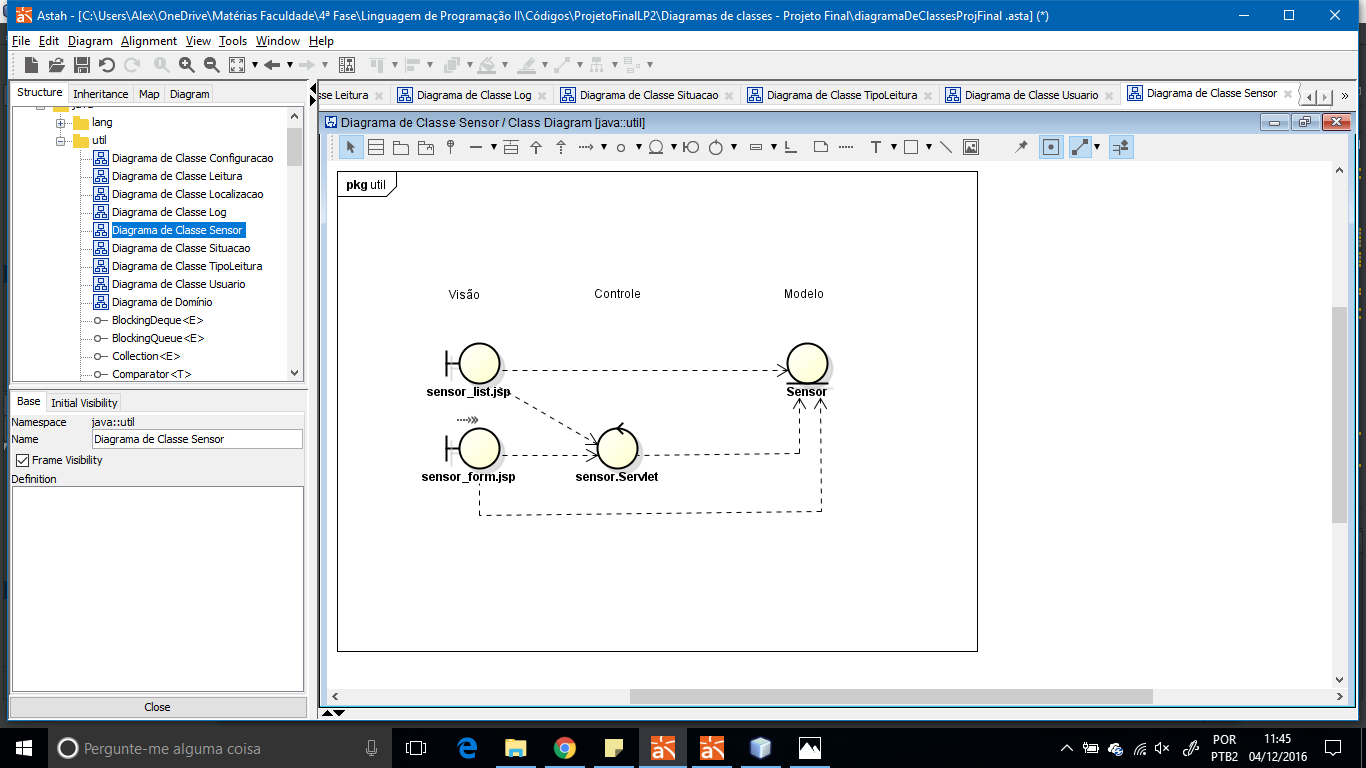 Astah - [C:\Users\Alex\OneDrive\Matérias Faculdade\4ª Fase\Linguagem de Programação II\Códigos\ProjetoFinalLP2\Diagramas de classes - Projeto Final\diagramaDeClassesProjFinal .asta] (*)
File Edit Diagram Alignment View Tools Window Help
Structure Inheritance Map Diagram
lang
util
Diagrama de Classe Configuracao
Diagrama de Classe Leitura
Diagrama de Classe Localizacao
Diagrama de Classe Log
Diagrama de Classe Sensor
Diagrama de Classe Situacao
Diagrama de Classe TipoLeitura
Diagrama de Classe Usuario
Diagrama de Domínio
BlockingDeque<E>
BlockingQueue<E>
Collection<E>
Comparator<T>
Base Initial Visibility
Namespace java::util
Name Diagrama de Classe Sensor
Frame Visibility
Definition
Close
sse Leitura Diagrama de Classe Log Diagrama de Classe Situacao Diagrama de Classe TipoLeitura Diagrama de Classe Usuario Diagrama de Classe Sensor
Diagrama de Classe Sensor / Class Diagram [java::util]
pkg util
Visão Controle Modelo
sensor_list.jsp Sensor
sensor_form.jsp sensor.Servlet
Pergunte-me alguma coisa
POR 11:45
PTB2 04/12/2016